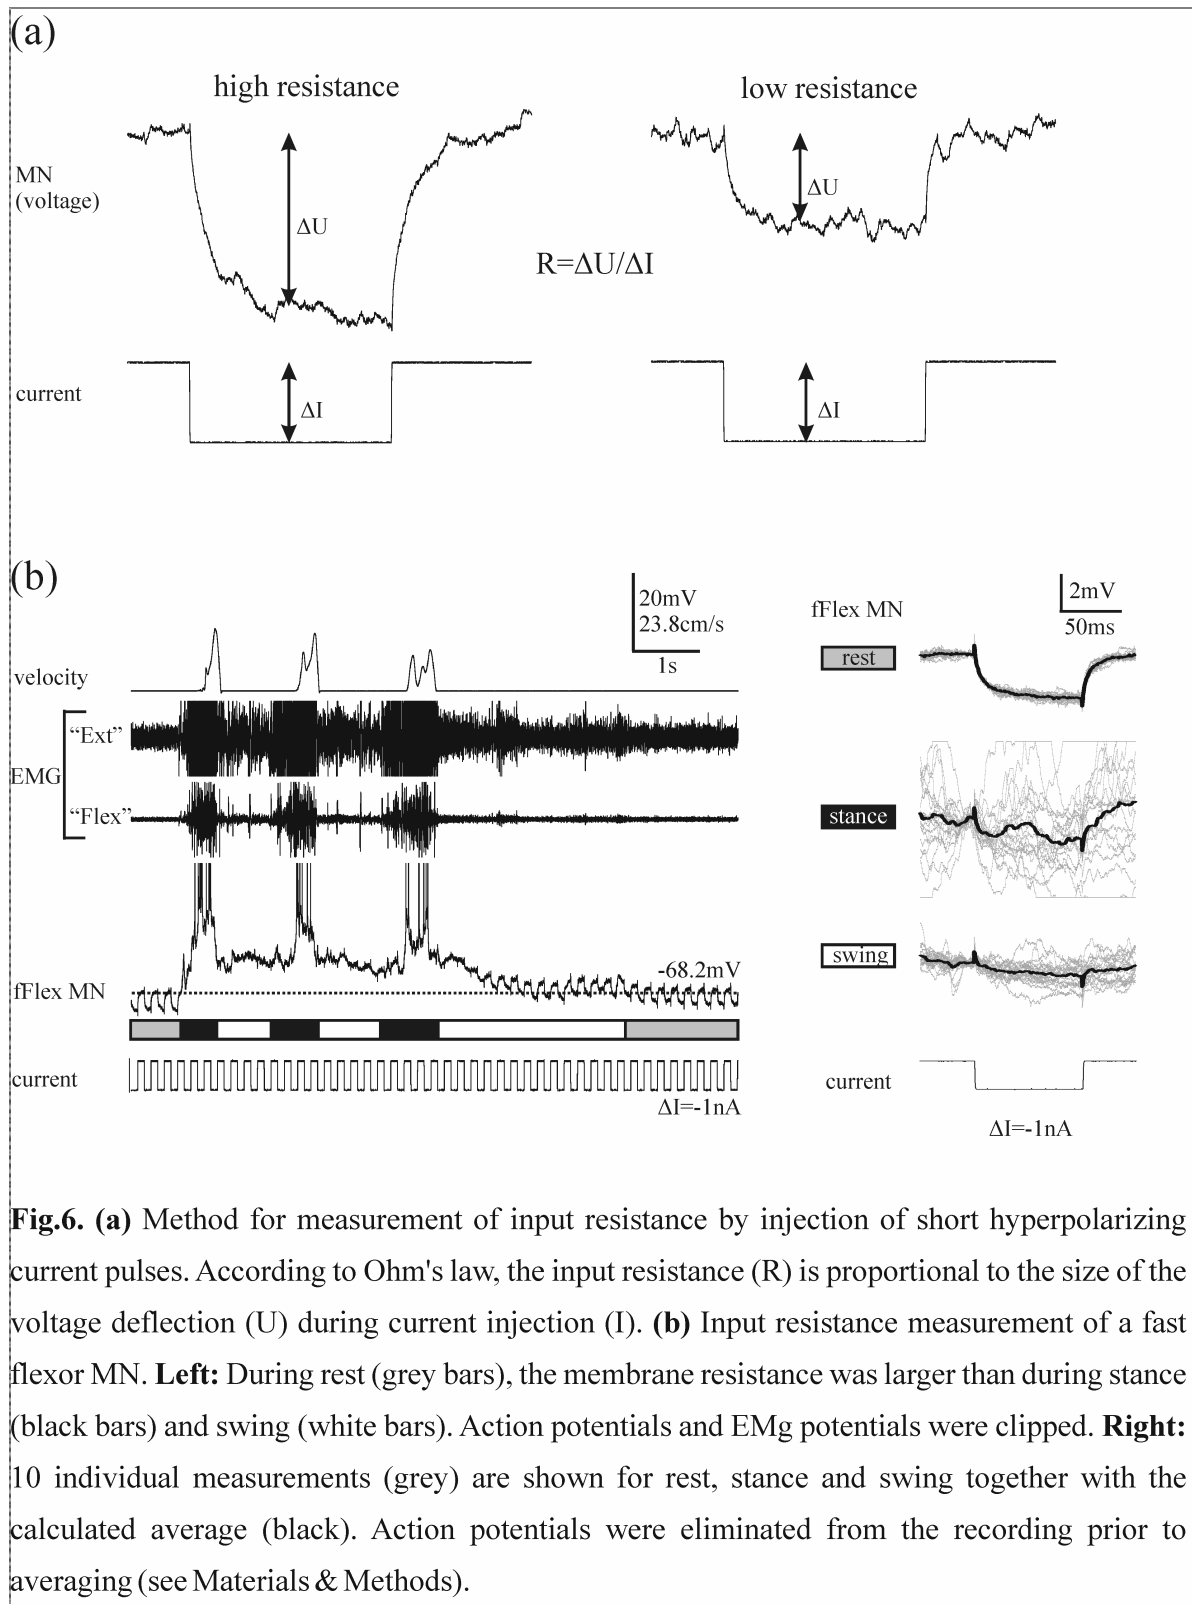 (a)
high resistance
low resistance
MN
(voltage)
ΔU
ΔU
R=ΔU/ΔI
current
ΔI
ΔI
(b)
20mV
23.8cm/s
1s
fFlex MN
2mV
50ms
velocity
rest
“Ext”
EMG
“Flex”
stance
-68.2mV
swing
fFlex MN
current
ΔI=-1nA
current
ΔI=-1nA
Fig.6. (a) Method for measurement of input resistance by injection of short hyperpolarizing
current pulses. According to Ohm's law, the input resistance (R) is proportional to the size of the
voltage deflection (U) during current injection (I). (b) Input resistance measurement of a fast
flexor MN. Left: During rest (grey bars), the membrane resistance was larger than during stance
(black bars) and swing (white bars). Action potentials and EMg potentials were clipped. Right:
10 individual measurements (grey) are shown for rest, stance and swing together with the
calculated average (black). Action potentials were eliminated from the recording prior to
averaging (see Materials & Methods).